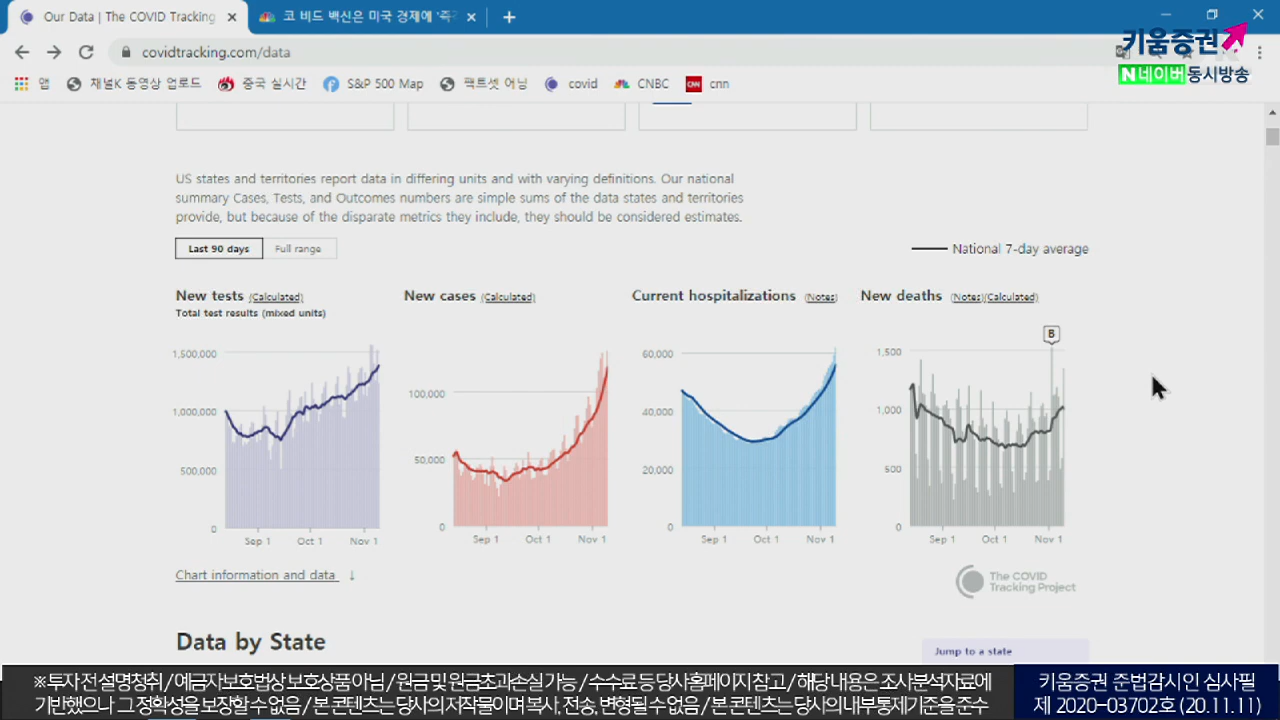 Our Data | The COVID Tracking
코 비드 백신은 미국 경제에 '즉
covidtracking.com/data
키움증권
N네이버 동시방송
앱
채널K 동영상 업로드
중국 실시간
S&P 500 Map
팩트셋 어닝
covid
CNBC
cnn
US states and territories report data in differing units and with varying definitions. Our national
summary Cases, Tests, and Outcomes numbers are simple sums of the data states and territories
provide, but because of the disparate metrics they include, they should be considered estimates.
Last 90 days
Full range
National 7-day average
New tests (Calculated)
Total test results (mixed units)
1,500,000
1,000,000
500,000
0
Sep 1
Oct 1
Nov 1
New cases (Calculated)
100,000
50,000
0
Sep 1
Oct 1
Nov 1
Current hospitalizations (Notes)
60,000
40,000
20,000
0
Sep 1
Oct 1
Nov 1
New deaths (Notes)(Calculated)
B
1,500
1,000
500
0
Sep 1
Oct 1
Nov 1
Chart information and data ↓
The COVID
Tracking Project
Data by State
Jump to a state
※ 투자 전 설명청취 / 예금자보호법상 보호상품 아님 / 원금 및 원금초과손실 가능 / 수수료 등 당사 홈페이지 참고 / 해당 내용은 조사분석자료에
기반했으나 그 정확성을 보장할 수 없음 / 본 콘텐츠는 당사의 저작물이며 복사, 전송, 변형될 수 없음 / 본 콘텐츠는 당사의 내부통제기준을 준수
키움증권 준법감시인 심사필
제 2020-03702호 (20.11.11)